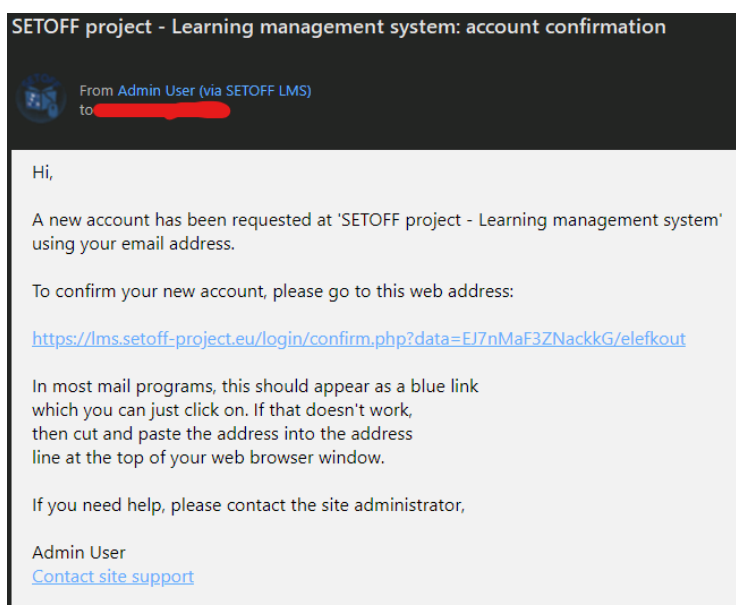 SETOFF project - Learning management system: account confirmation
SETOFF
From Admin User (via SETOFF LMS)
to
Hi,
A new account has been requested at 'SETOFF project - Learning management system'
using your email address.
To confirm your new account, please go to this web address:
https://lms.setoff-project.eu/login/confirm.php?data=EJ7nMaF3ZNackkG/elefkout
In most mail programs, this should appear as a blue link
which you can just click on. If that doesn't work,
then cut and paste the address into the address
line at the top of your web browser window.
If you need help, please contact the site administrator,
Admin User
Contact site support